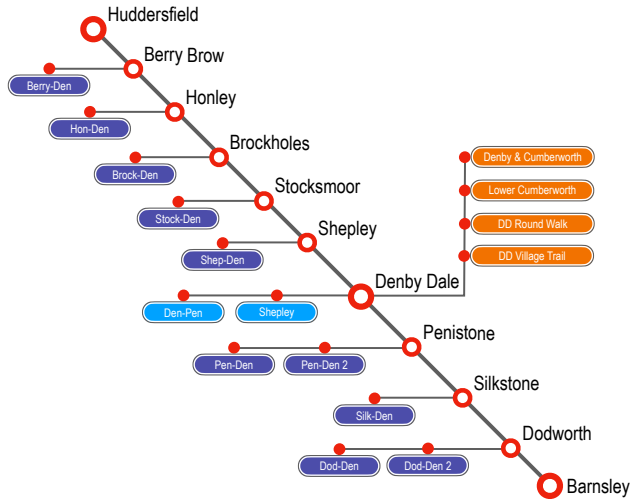 Huddersfield
Berry Brow
Berry-Den
Honley
Hon-Den
Brockholes
Brock-Den
Denby & Cumberworth
Stocksmoor
Lower Cumberworth
Stock-Den
DD Round Walk
Shepley
Shep-Den
DD Village Trail
Denby Dale
Den-Pen
Shepley
Penistone
Pen-Den
Pen-Den 2
Silkstone
Silk-Den
Dodworth
Dod-Den
Dod-Den 2
Barnsley